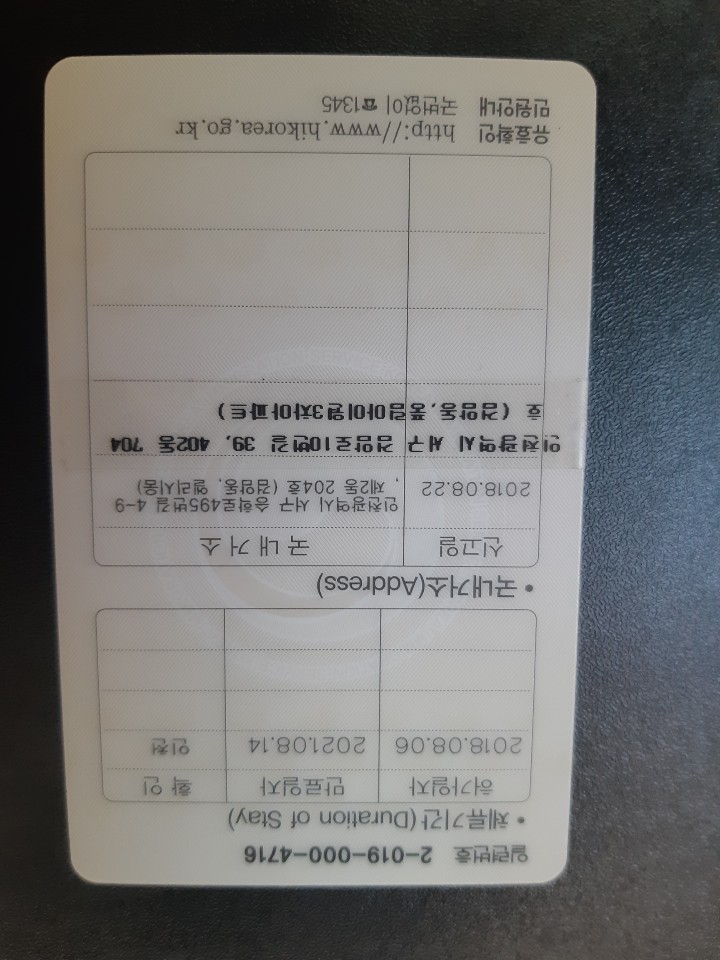 일련번호 2-019-000-4716
• 체류기간(Duration of Stay)
허가일자 만료일자 확 인
2018.08.06 2021.08.14 인천
• 국내거소(Address)
신고일 국 내 거 소
2018.08.22 인천광역시 서구 승학로495번길 4-9
, 제2동 204호 (검암동, 엘리시움)
인천광역시 서구 검암로10번길 39, 402동 704
호 (검암동,풍림아이원3차아파트)
유효확인 http://www.hikorea.go.kr
민원안내 국번없이 ☎1345